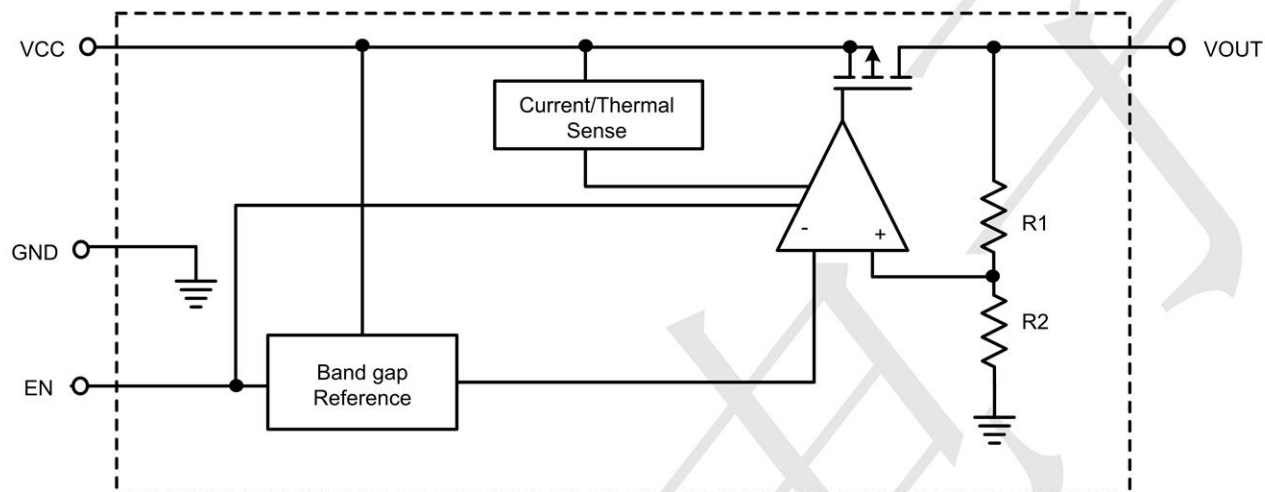 VCC
VOUT
Current/Thermal
Sense
-
+
R1
GND
R2
EN
Band gap
Reference